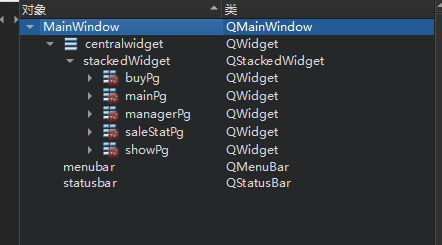 对象 类
MainWindow QMainWindow
centralwidget QWidget
stackedWidget QStackedWidget
buyPg QWidget
mainPg QWidget
managerPg QWidget
saleStatPg QWidget
showPg QWidget
menubar QMenuBar
statusbar QStatusBar